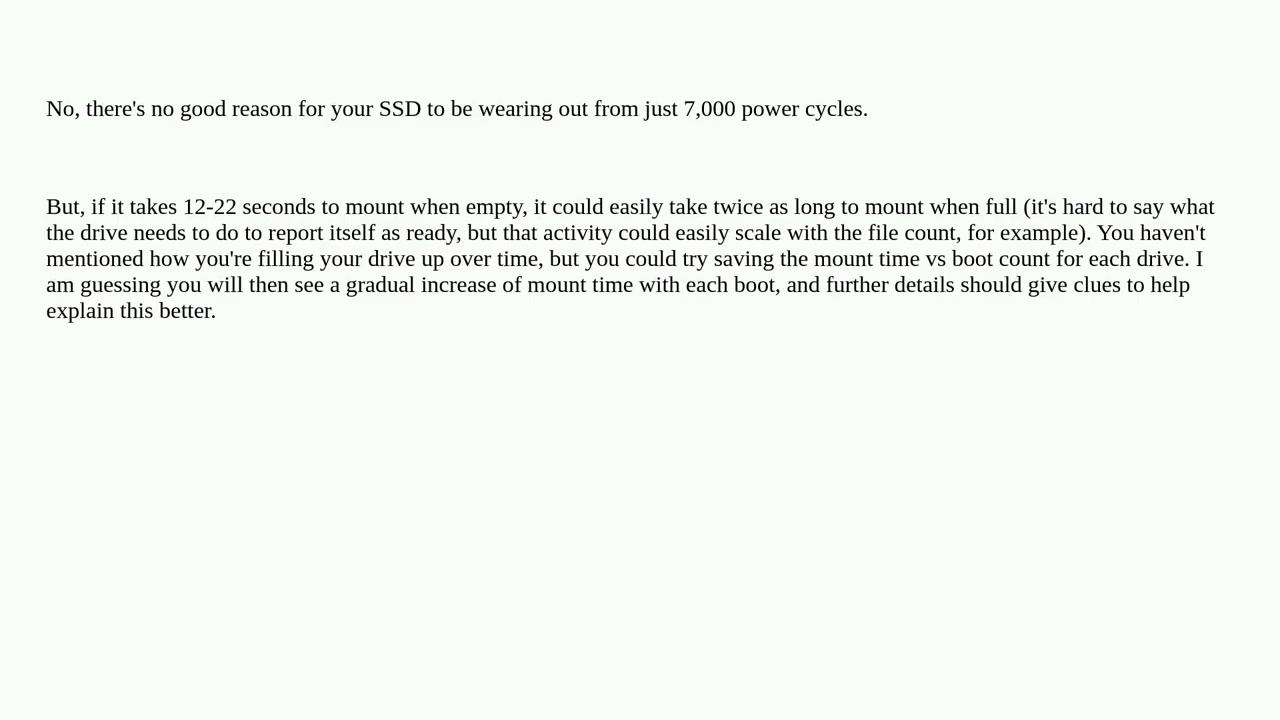 No, there's no good reason for your SSD to be wearing out from just 7,000 power cycles.
But, if it takes 12-22 seconds to mount when empty, it could easily take twice as long to mount when full (it's hard to say what
the drive needs to do to report itself as ready, but that activity could easily scale with the file count, for example). You haven't
mentioned how you're filling your drive up over time, but you could try saving the mount time vs boot count for each drive. I
am guessing you will then see a gradual increase of mount time with each boot, and further details should give clues to help
explain this better.